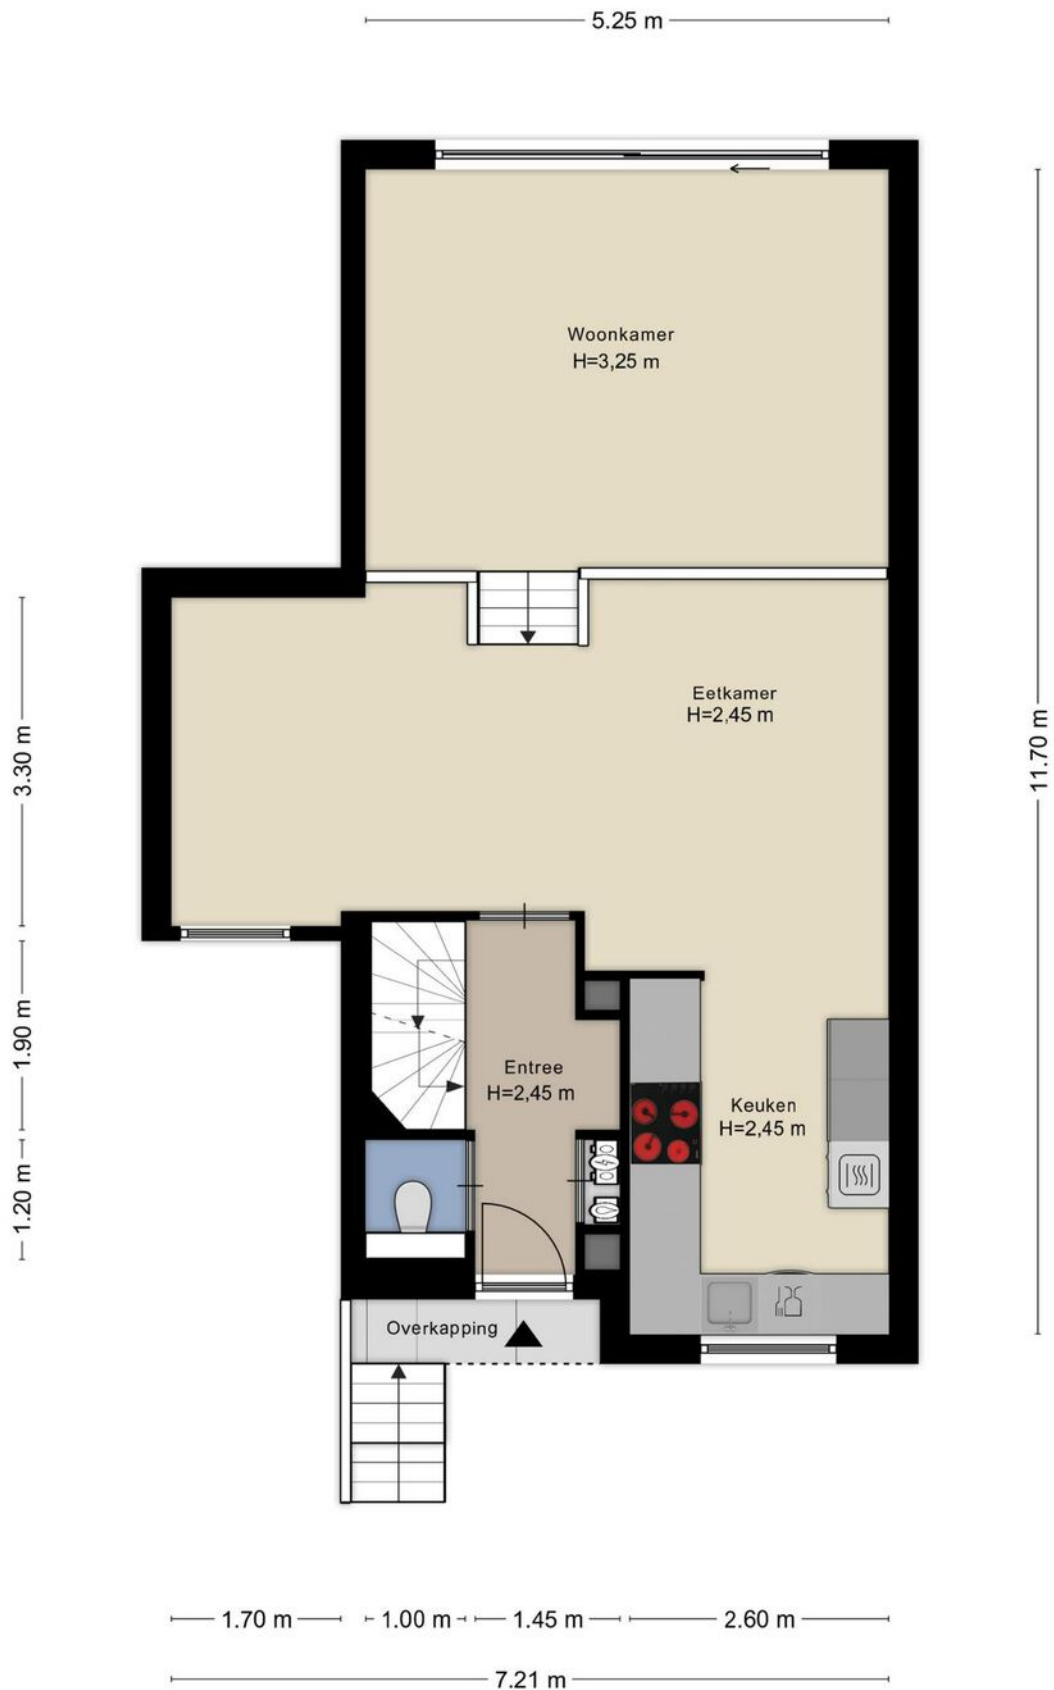 5.25 m
Woonkamer
H=3,25 m
Eetkamer
H=2,45 m
3.30 m
11.70 m
1.90 m
Entree
H=2,45 m
Keuken
H=2,45 m
1.20 m
Overkapping
1.70 m
1.00 m
1.45 m
2.60 m
7.21 m